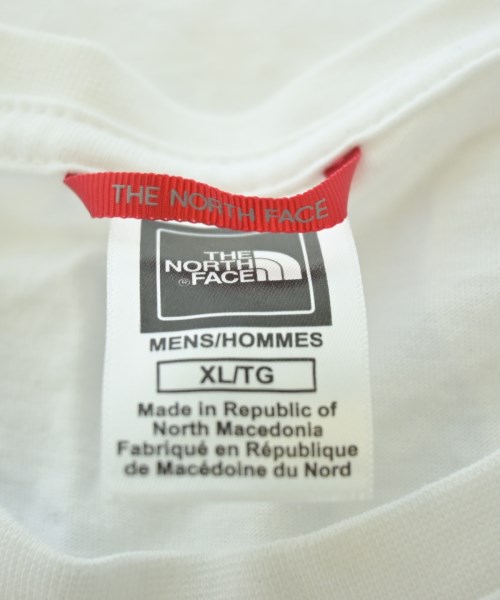 THE NORTH FACE
THE
NORTH
FACE
®
MENS/HOMMES
XL/TG
Made in Republic of
North Macedonia
Fabriqué en République
de Macédoine du Nord